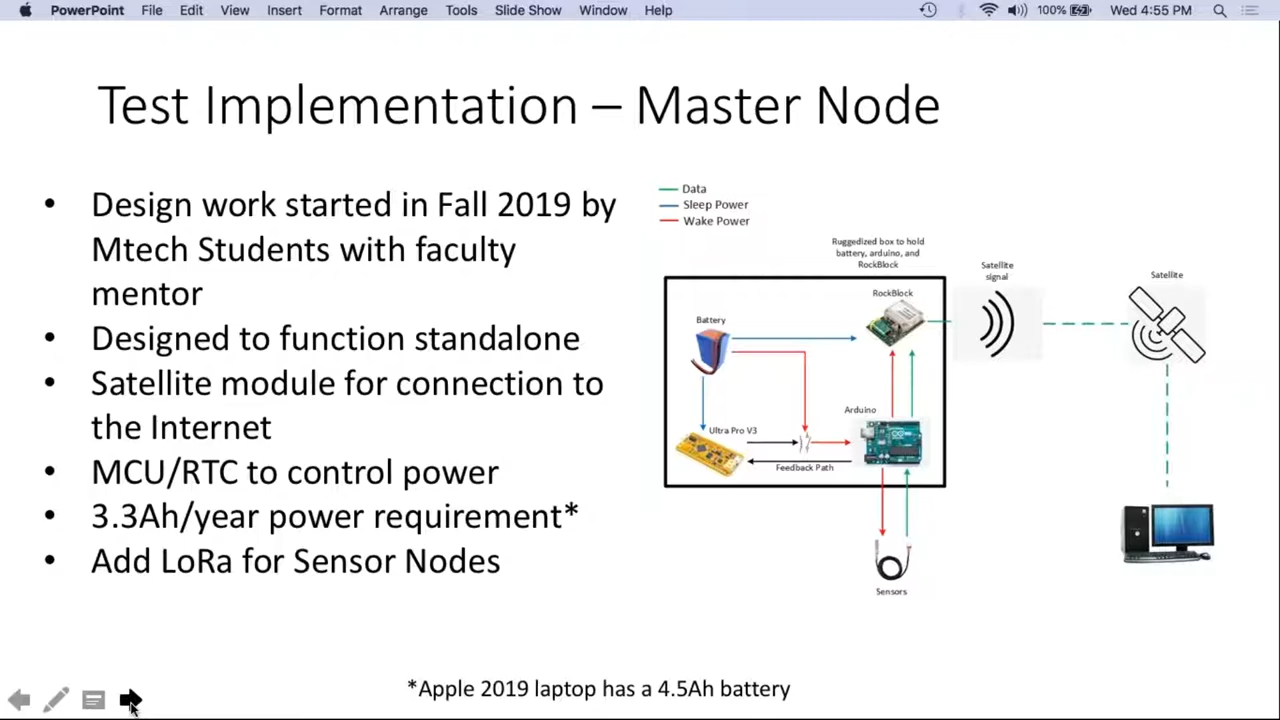 PowerPoint File Edit View Insert Format Arrange Tools Slide Show Window Help 100% Wed 4:55 PM
Test Implementation – Master Node
• Design work started in Fall 2019 by
Mtech Students with faculty
mentor
• Designed to function standalone
• Satellite module for connection to
the Internet
• MCU/RTC to control power
• 3.3Ah/year power requirement*
• Add LoRa for Sensor Nodes
Data
Sleep Power
Wake Power
Ruggedized box to hold
battery, arduino, and
RockBlock
Satellite
signal
Satellite
RockBlock
Battery
Arduino
Ultra Pro V3
Feedback Path
Sensors
*Apple 2019 laptop has a 4.5Ah battery